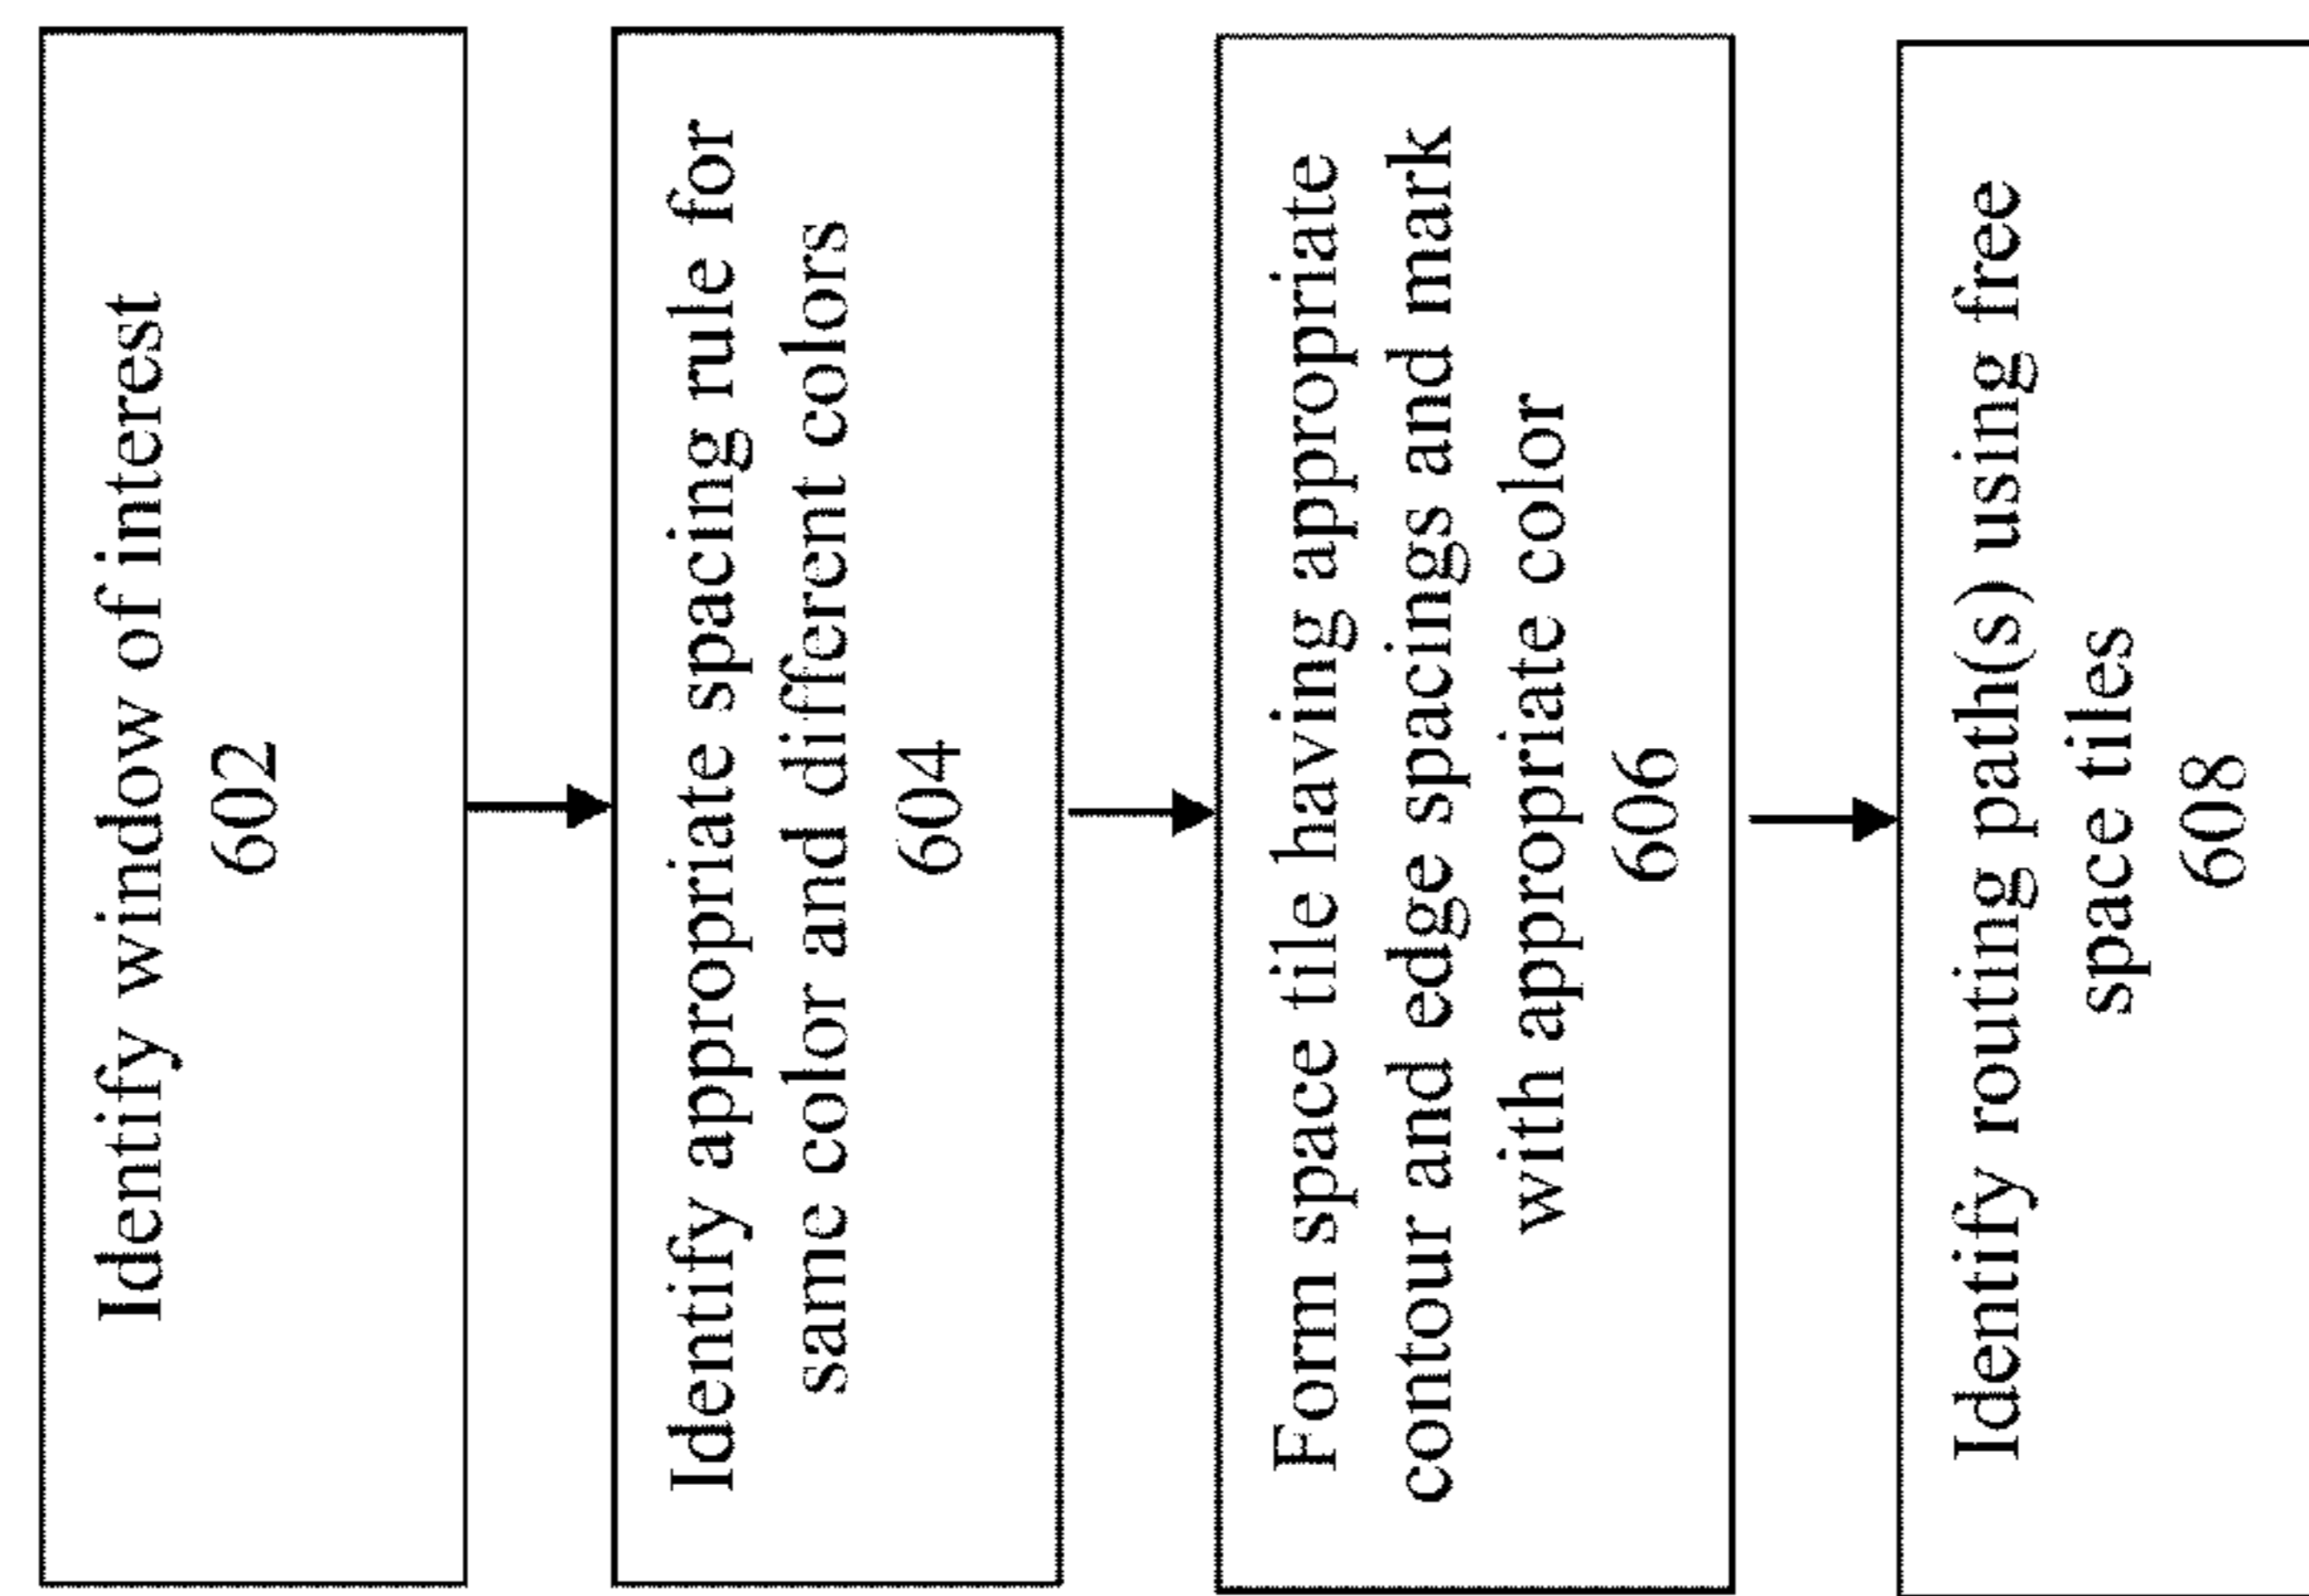 Identify window of interest
602
Identify appropriate spacing rule for
same color and different colors
604
Form space tile having appropriate
contour and edge spacings and mark
with appropriate color
606
Identify routing path(s) using free
space tiles
608